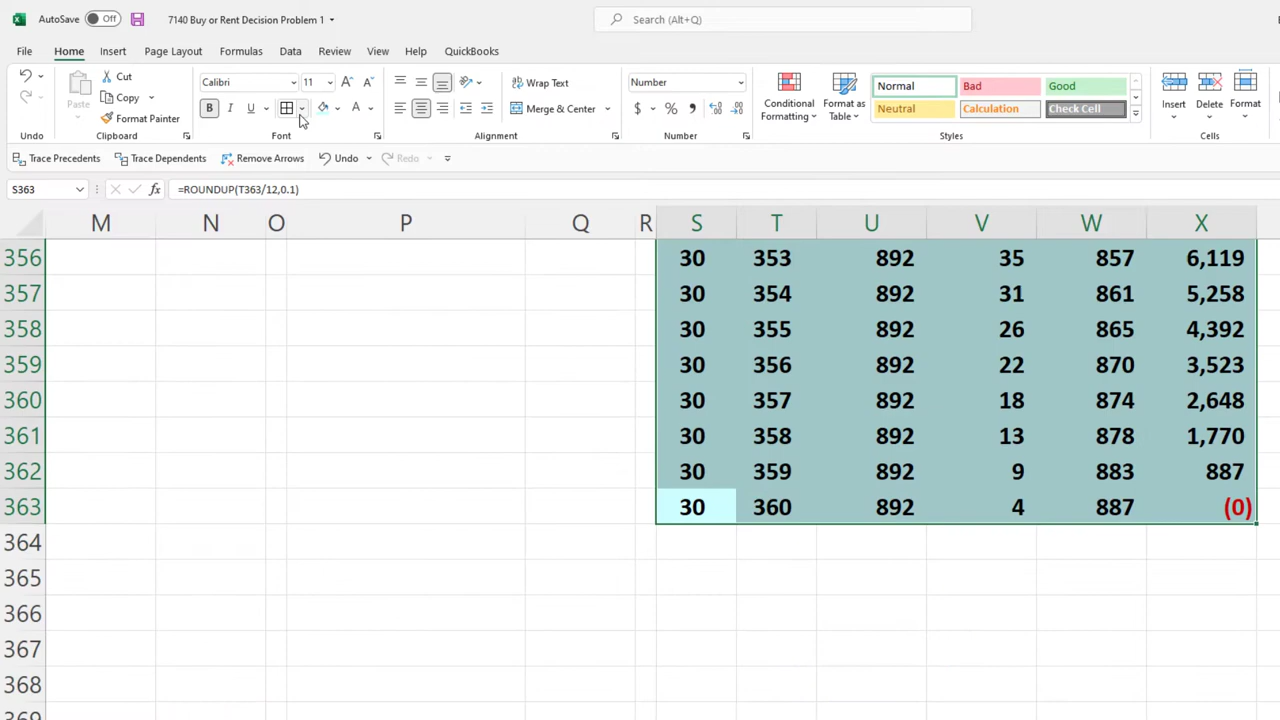 AutoSave Off 7140 Buy or Rent Decision Problem 1 Search (Alt+Q)
File Home Insert Page Layout Formulas Data Review View Help QuickBooks
Paste Cut Copy Format Painter
Calibri 11 B I U A
Wrap Text Merge & Center
Number $ %
Conditional Formatting Format as Table
Normal Bad Good
Neutral Calculation Check Cell
Insert Delete Format
Undo Clipboard Font Alignment Number Styles Cells
Trace Precedents Trace Dependents Remove Arrows Undo Redo
S363 fx =ROUNDUP(T363/12,0.1)
M N O P Q R S T U V W X
356 30 353 892 35 857 6,119
357 30 354 892 31 861 5,258
358 30 355 892 26 865 4,392
359 30 356 892 22 870 3,523
360 30 357 892 18 874 2,648
361 30 358 892 13 878 1,770
362 30 359 892 9 883 887
363 30 360 892 4 887 (0)
364
365
366
367
368
369